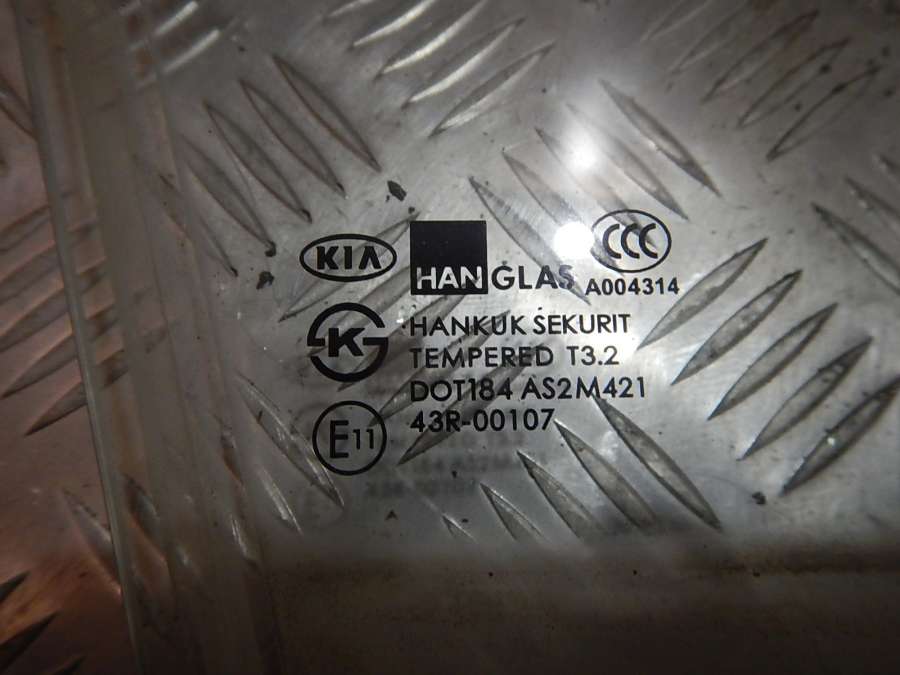 KIA HANGLAS CCC
A004314
K HANKUK SEKURIT
TEMPERED T3.2
DOT184 AS2M421
E11 43R-00107